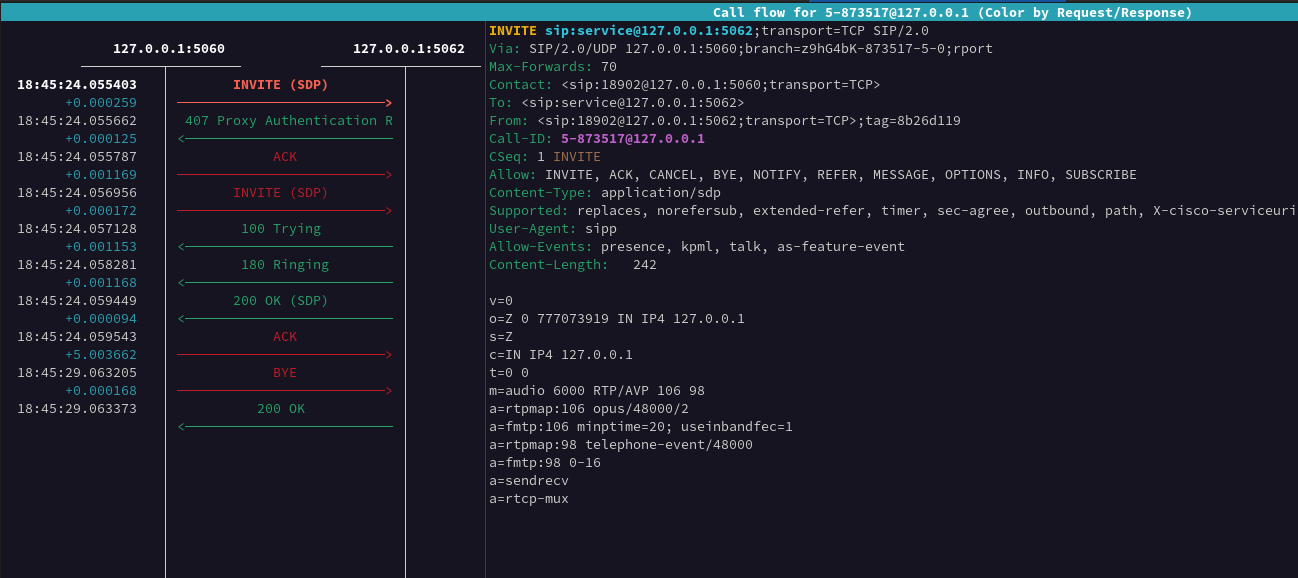 Call flow for 5-873517@127.0.0.1 (Color by Request/Response)
127.0.0.1:5060 127.0.0.1:5062
18:45:24.055403 INVITE (SDP)
+0.000259
18:45:24.055662 407 Proxy Authentication R
+0.000125
18:45:24.055787 ACK
+0.001169
18:45:24.056956 INVITE (SDP)
+0.000172
18:45:24.057128 100 Trying
+0.001153
18:45:24.058281 180 Ringing
+0.001168
18:45:24.059449 200 OK (SDP)
+0.000094
18:45:24.059543 ACK
+5.003662
18:45:29.063205 BYE
+0.000168
18:45:29.063373 200 OK
INVITE sip:service@127.0.0.1:5062;transport=TCP SIP/2.0
Via: SIP/2.0/UDP 127.0.0.1:5060;branch=z9hG4bK-873517-5-0;rport
Max-Forwards: 70
Contact: <sip:18902@127.0.0.1:5060;transport=TCP>
To: <sip:service@127.0.0.1:5062>
From: <sip:18902@127.0.0.1:5062;transport=TCP>;tag=8b26d119
Call-ID: 5-873517@127.0.0.1
CSeq: 1 INVITE
Allow: INVITE, ACK, CANCEL, BYE, NOTIFY, REFER, MESSAGE, OPTIONS, INFO, SUBSCRIBE
Content-Type: application/sdp
Supported: replaces, norefersub, extended-refer, timer, sec-agree, outbound, path, X-cisco-serviceuri
User-Agent: sipp
Allow-Events: presence, kpml, talk, as-feature-event
Content-Length:   242
v=0
o=Z 0 777073919 IN IP4 127.0.0.1
s=Z
c=IN IP4 127.0.0.1
t=0 0
m=audio 6000 RTP/AVP 106 98
a=rtpmap:106 opus/48000/2
a=fmtp:106 minptime=20; useinbandfec=1
a=rtpmap:98 telephone-event/48000
a=fmtp:98 0-16
a=sendrecv
a=rtcp-mux